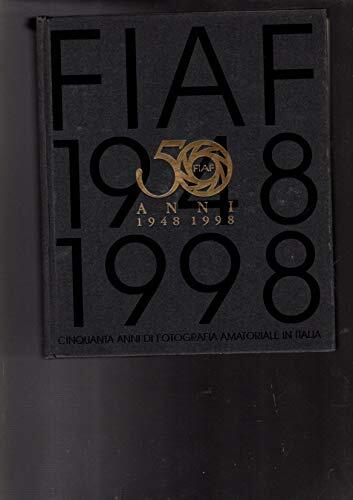 FIAF
1948
1998
50
FIAF
ANNI
1948 1998
CINQUANTA ANNI DI FOTOGRAFIA AMATORIALE IN ITALIA